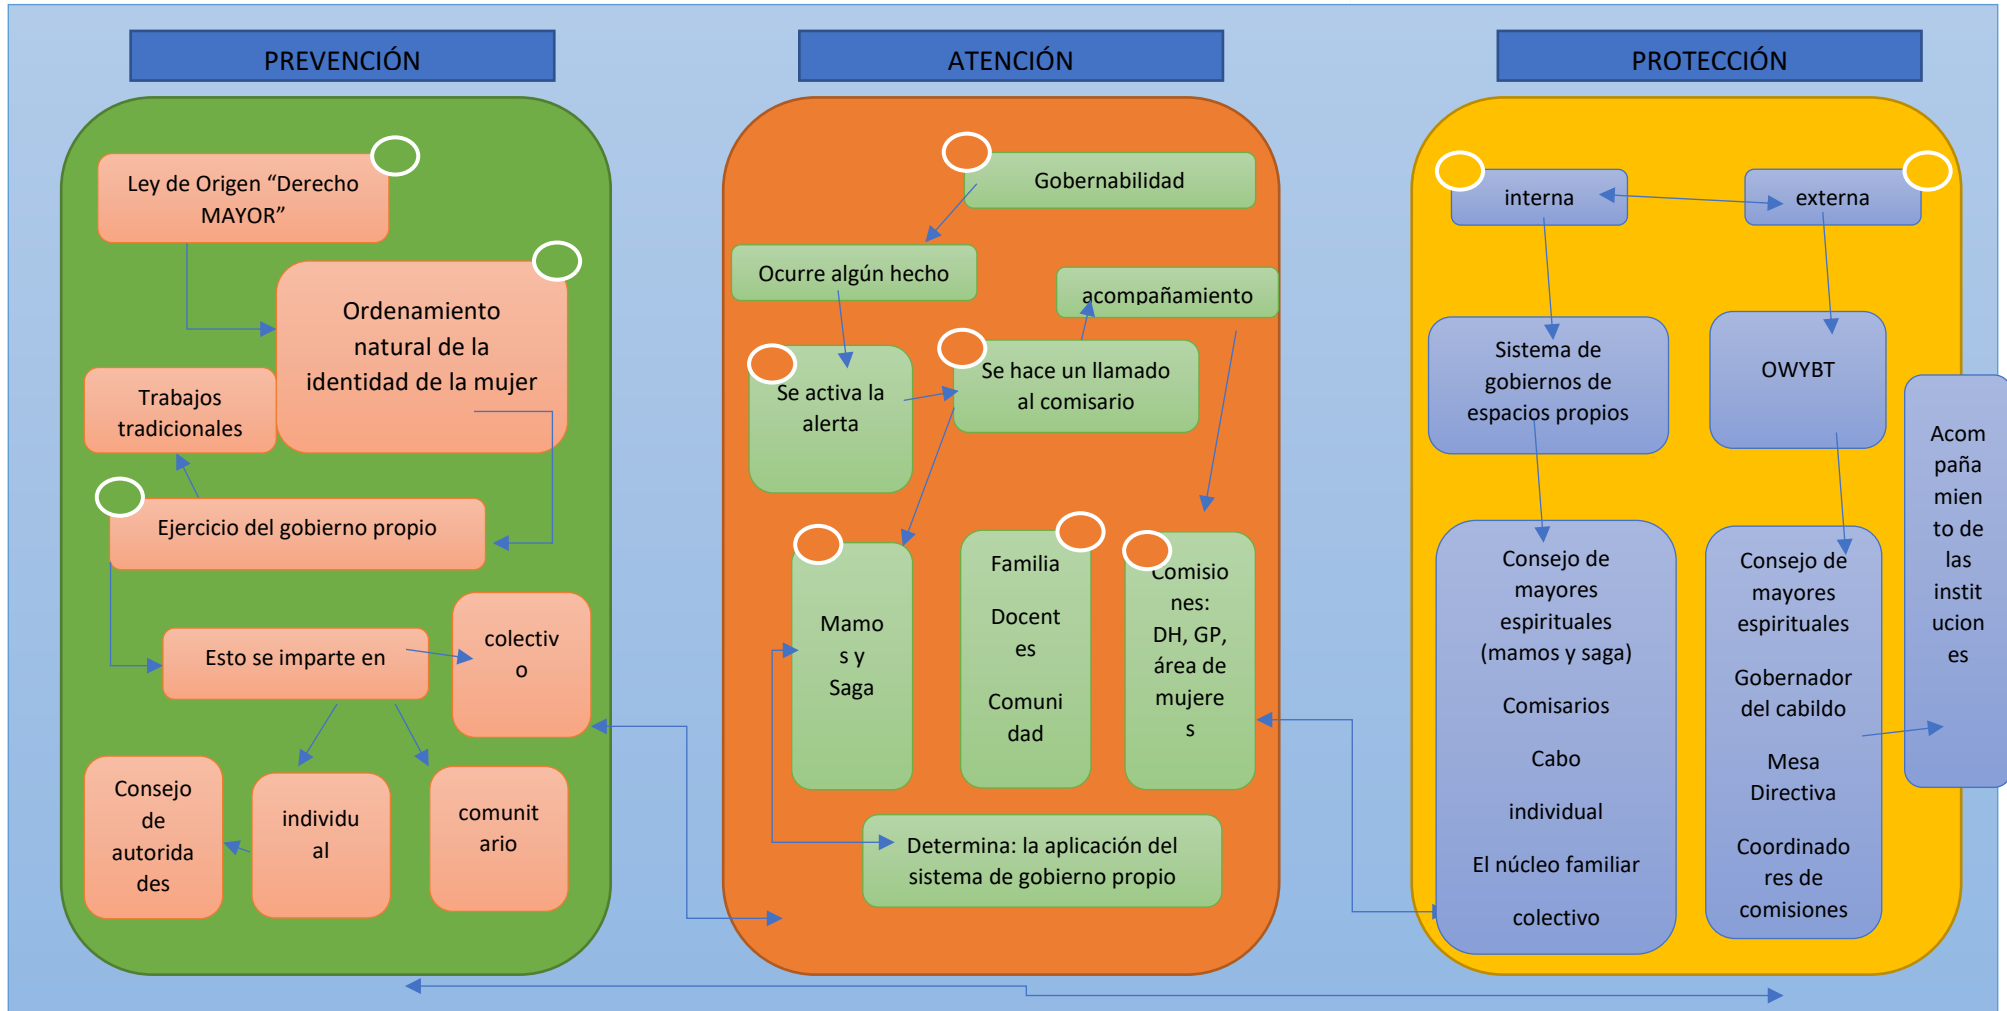 PREVENCIÓN
Ley de Origen “Derecho
MAYOR”
Ordenamiento
natural de la
identidad de la mujer
Trabajos
tradicionales
Ejercicio del gobierno propio
Esto se imparte en
colectiv
o
Consejo
de
autorida
des
individu
al
comunit
ario
ATENCIÓN
Gobernabilidad
Ocurre algún hecho
acompañamiento
Se activa la
alerta
Se hace un llamado
al comisario
Mamo
s y
Saga
Familia
Docent
es
Comuni
dad
Comisio
nes:
DH, GP,
área de
mujere
s
Determina: la aplicación del
sistema de gobierno propio
PROTECCIÓN
interna
externa
Sistema de
gobiernos de
espacios propios
OWYBT
Consejo de
mayores
espirituales
(mamos y saga)
Comisarios
Cabo
individual
El núcleo familiar
colectivo
Consejo de
mayores
espirituales
Gobernador
del cabildo
Mesa
Directiva
Coordinado
res de
comisiones
Acom
paña
mien
to de
las
instit
ucion
es